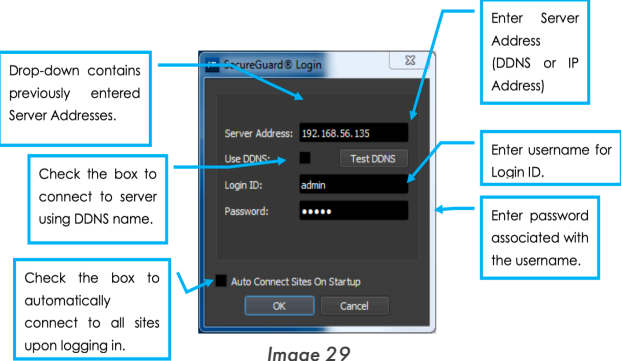 Enter Server
Address
(DDNS or IP
Address)
Drop-down contains
previously entered
Server Addresses.
SecureGuard® Login
Server Address: 192.168.56.135
Use DDNS: Test DDNS
Login ID: admin
Password: •••••
Auto Connect Sites On Startup
OK Cancel
Check the box to
connect to server
using DDNS name.
Enter username for
Login ID.
Enter password
associated with
the username.
Check the box to
automatically
connect to all sites
upon logging in.
Image 29